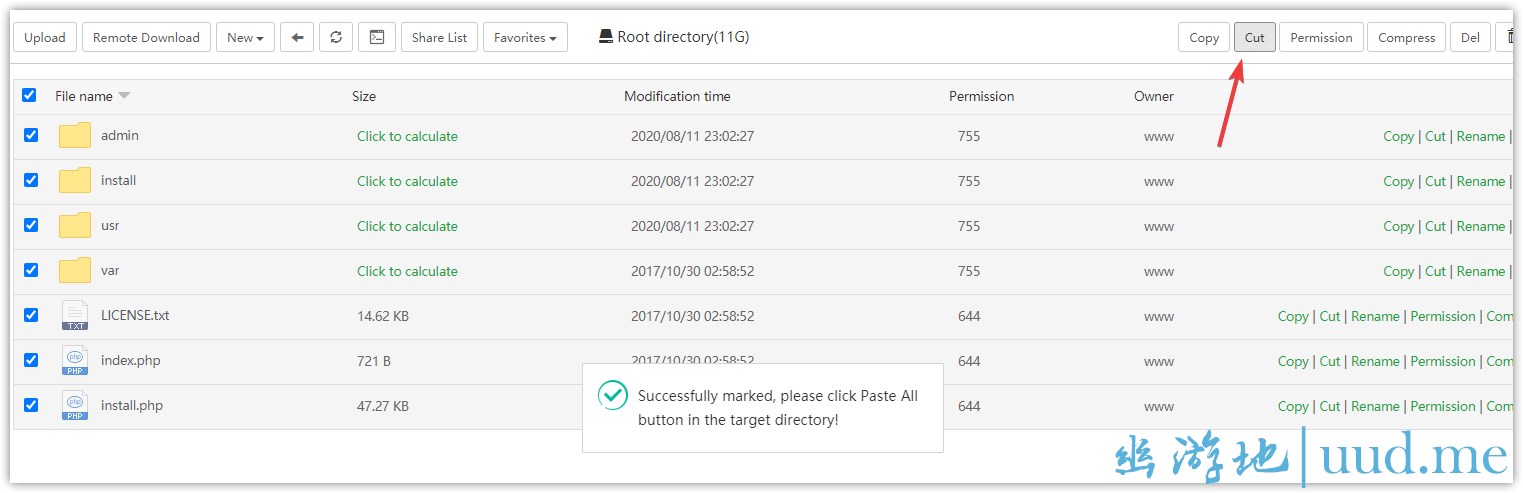 Upload Remote Download New Share List Favorites Root directory(11G) Copy Cut Permission Compress Del
File name Size Modification time Permission Owner
admin Click to calculate 2020/08/11 23:02:27 755 www Copy | Cut | Rename |
install Click to calculate 2020/08/11 23:02:27 755 www Copy | Cut | Rename |
usr Click to calculate 2020/08/11 23:02:27 755 www Copy | Cut | Rename |
var Click to calculate 2017/10/30 02:58:52 755 www Copy | Cut | Rename |
TXT LICENSE.txt 14.62 KB 2017/10/30 02:58:52 644 www Copy | Cut | Rename | Permission | Com
php PHP index.php 721 B 2017/10/30 02:58:52 644 www Copy | Cut | Rename | Permission | Com
php PHP install.php 47.27 KB 644 www Copy | Cut | Rename | Permission | Com
Successfully marked, please click Paste All
button in the target directory!
幽游地|uud.me